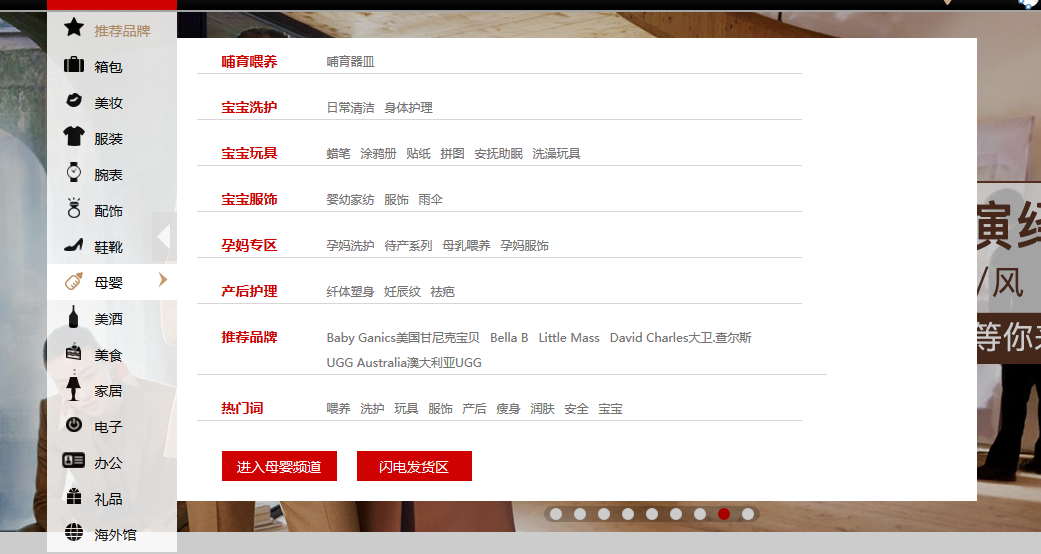 推荐品牌
箱包
美妆
服装
腕表
配饰
鞋靴
母婴
美酒
美食
家居
电子
办公
礼品
海外馆
哺育喂养 哺育器皿
宝宝洗护 日常清洁 身体护理
宝宝玩具 蜡笔 涂鸦册 贴纸 拼图 安抚助眠 洗澡玩具
宝宝服饰 婴幼家纺 服饰 雨伞
孕妈专区 孕妈洗护 待产系列 母乳喂养 孕妈服饰
产后护理 纤体塑身 妊辰纹 祛疤
推荐品牌 Baby Ganics美国甘尼克宝贝 Bella B Little Mass David Charles大卫.查尔斯
UGG Australia澳大利亚UGG
热门词 喂养 洗护 玩具 服饰 产后 瘦身 润肤 安全 宝宝
进入母婴频道 闪电发货区
演绎
/风
等你来